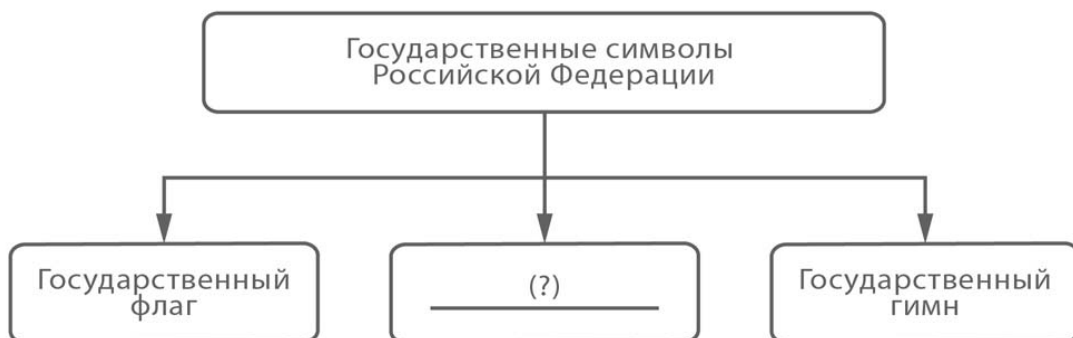 Государственные символы
Российской Федерации
Государственный
флаг
(?)
Государственный
гимн